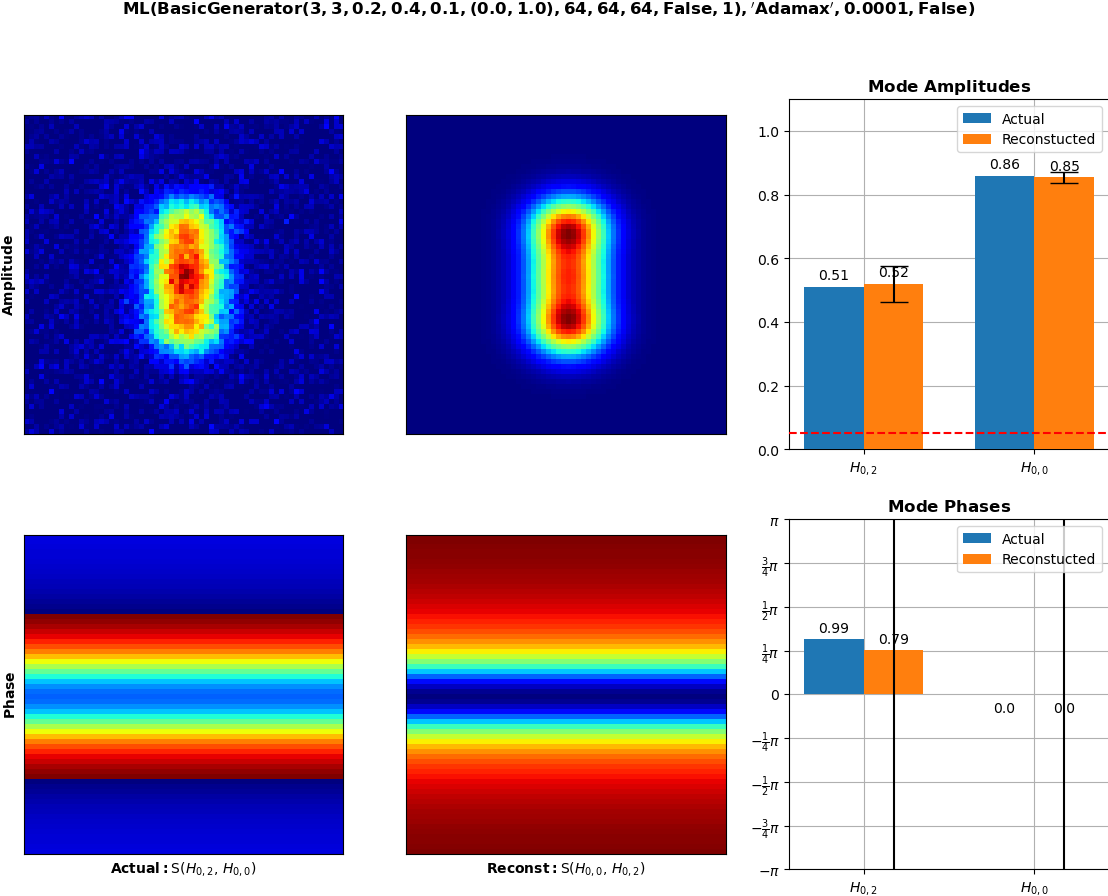 ML(BasicGenerator(3, 3, 0.2, 0.4, 0.1, (0.0, 1.0), 64, 64, 64, False, 1), ′Adamax′, 0.0001, False)
Amplitude
Mode Amplitudes
Actual
Reconstucted
1.0
0.8
0.6
0.4
0.2
0.0
0.51
0.52
0.86
0.85
H0, 2
H0, 0
Phase
Actual: S(H0, 2, H0, 0)
Reconst: S(H0, 0, H0, 2)
Mode Phases
Actual
Reconstucted
π
3/4π
1/2π
1/4π
0
−1/4π
−1/2π
−3/4π
−π
0.99
0.79
0.0
0.0
H0, 2
H0, 0